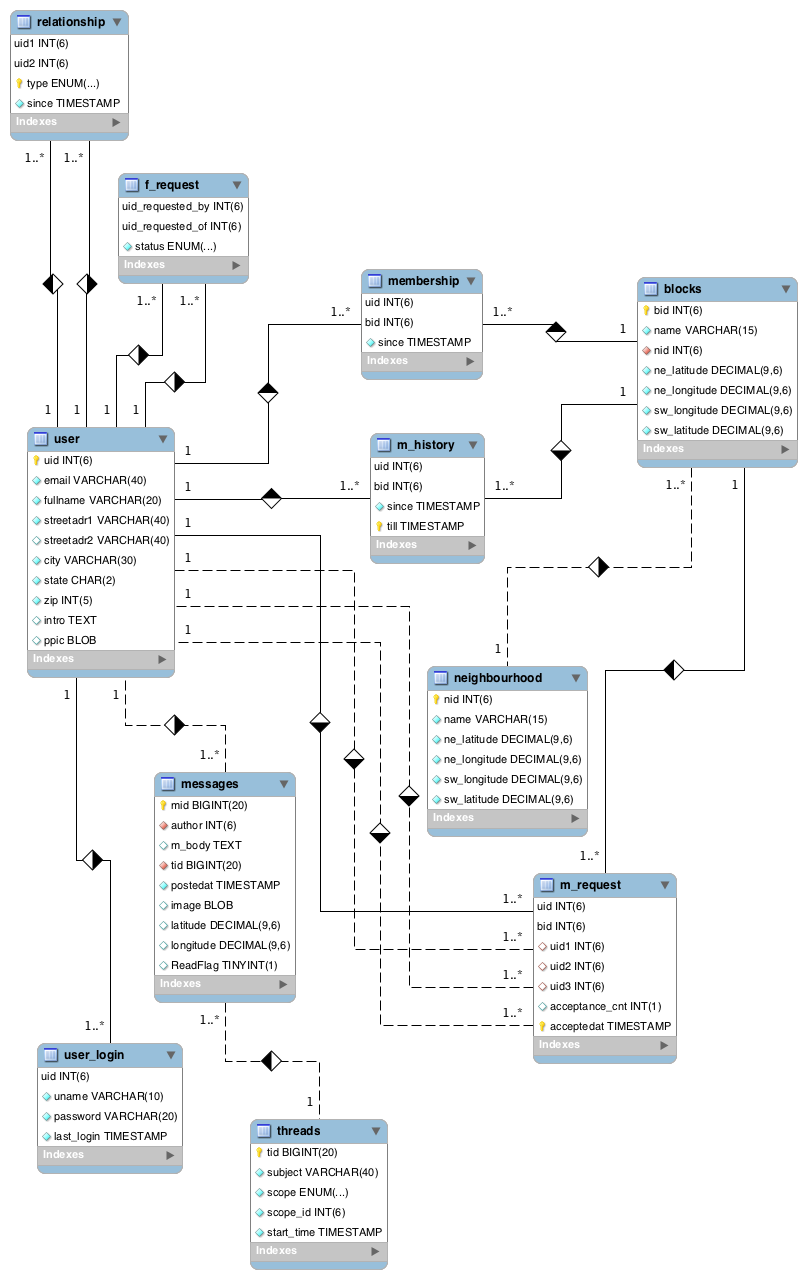 relationship
uid1 INT(6)
uid2 INT(6)
type ENUM(...)
since TIMESTAMP
Indexes
1..*
1..*
f_request
uid_requested_by INT(6)
uid_requested_of INT(6)
status ENUM(...)
Indexes
1..*
1..*
membership
uid INT(6)
bid INT(6)
since TIMESTAMP
Indexes
1..*
1..*
blocks
bid INT(6)
name VARCHAR(15)
nid INT(6)
ne_latitude DECIMAL(9,6)
ne_longitude DECIMAL(9,6)
sw_longitude DECIMAL(9,6)
sw_latitude DECIMAL(9,6)
Indexes
1
1
1..*
1
1
1
1
1
user
uid INT(6)
email VARCHAR(40)
fullname VARCHAR(20)
streetadr1 VARCHAR(40)
streetadr2 VARCHAR(40)
city VARCHAR(30)
state CHAR(2)
zip INT(5)
intro TEXT
ppic BLOB
Indexes
1
1
1
1
1
1
1
1
m_history
uid INT(6)
bid INT(6)
since TIMESTAMP
till TIMESTAMP
Indexes
1..*
1..*
1
neighbourhood
nid INT(6)
name VARCHAR(15)
ne_latitude DECIMAL(9,6)
ne_longitude DECIMAL(9,6)
sw_longitude DECIMAL(9,6)
sw_latitude DECIMAL(9,6)
Indexes
1..*
messages
mid BIGINT(20)
author INT(6)
m_body TEXT
tid BIGINT(20)
postedat TIMESTAMP
image BLOB
latitude DECIMAL(9,6)
longitude DECIMAL(9,6)
ReadFlag TINYINT(1)
Indexes
1..*
1..*
m_request
uid INT(6)
bid INT(6)
uid1 INT(6)
uid2 INT(6)
uid3 INT(6)
acceptance_cnt INT(1)
acceptedat TIMESTAMP
Indexes
1..*
1..*
1..*
1..*
1..*
user_login
uid INT(6)
uname VARCHAR(10)
password VARCHAR(20)
last_login TIMESTAMP
Indexes
1
threads
tid BIGINT(20)
subject VARCHAR(40)
scope ENUM(...)
scope_id INT(6)
start_time TIMESTAMP
Indexes